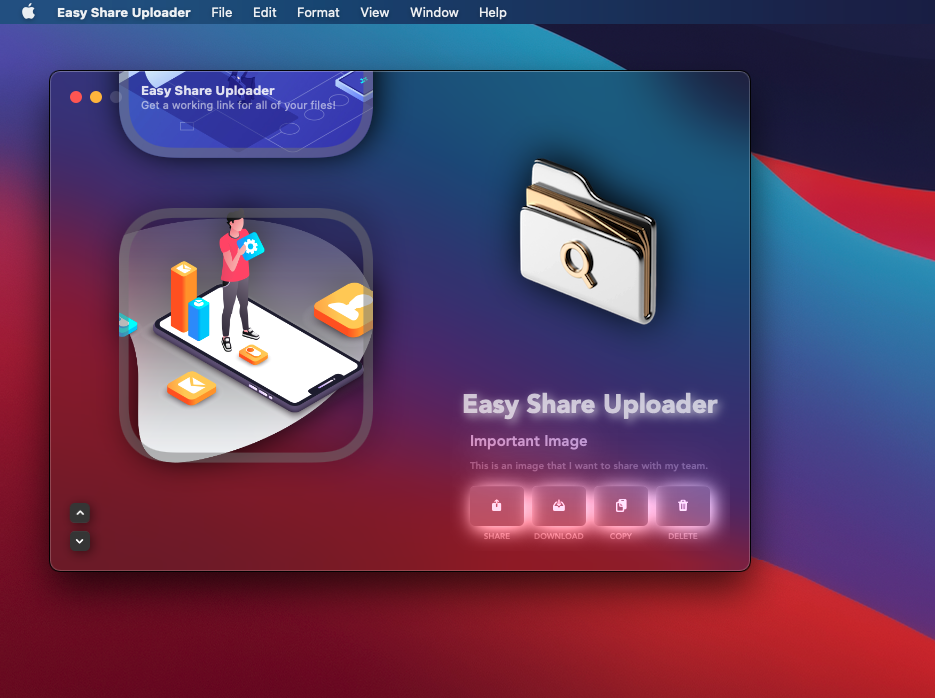 Easy Share Uploader File Edit Format View Window Help
Easy Share Uploader
Get a working link for all of your files!
Easy Share Uploader
Important Image
This is an image that I want to share with my team.
SHARE DOWNLOAD COPY DELETE